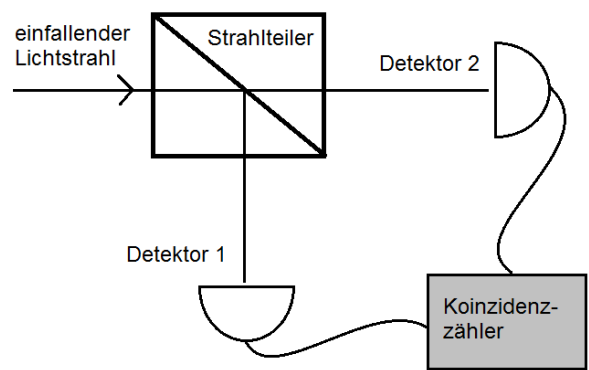 einfallender
Lichtstrahl
Strahlteiler
Detektor 2
Detektor 1
Koinzidenz-
zähler